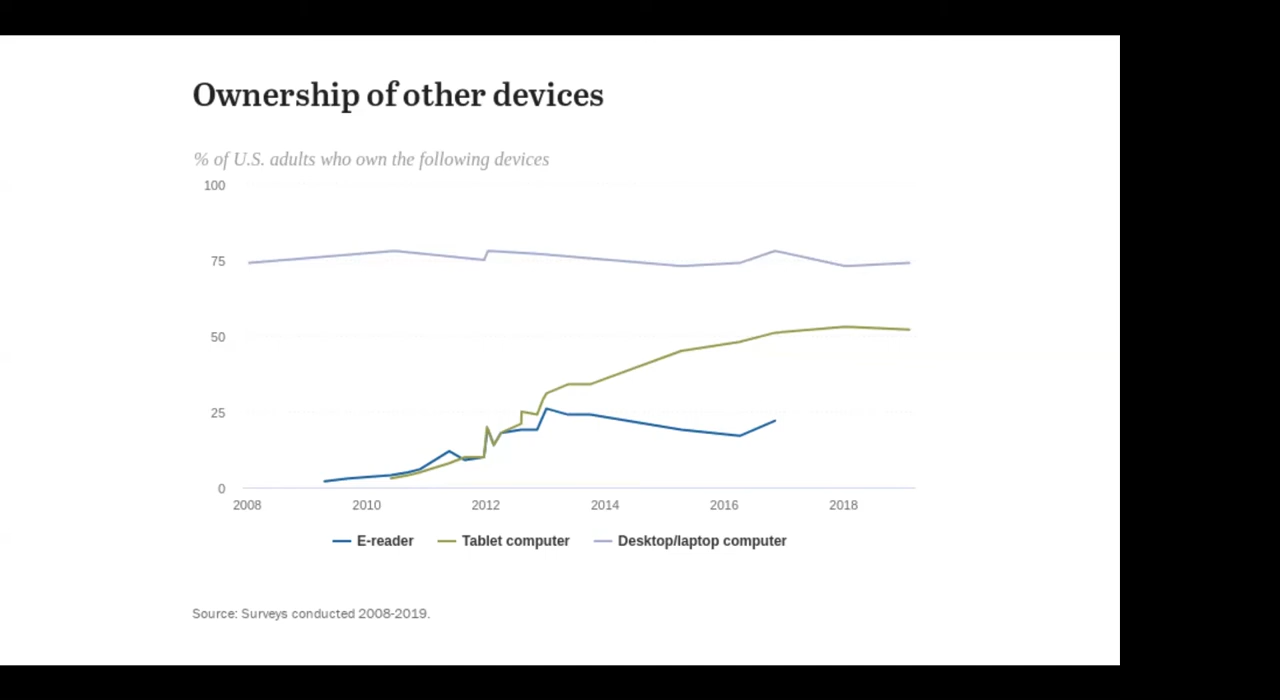 Ownership of other devices
% of U.S. adults who own the following devices
100
75
50
25
0
2008 2010 2012 2014 2016 2018
E-reader Tablet computer Desktop/laptop computer
Source: Surveys conducted 2008-2019.